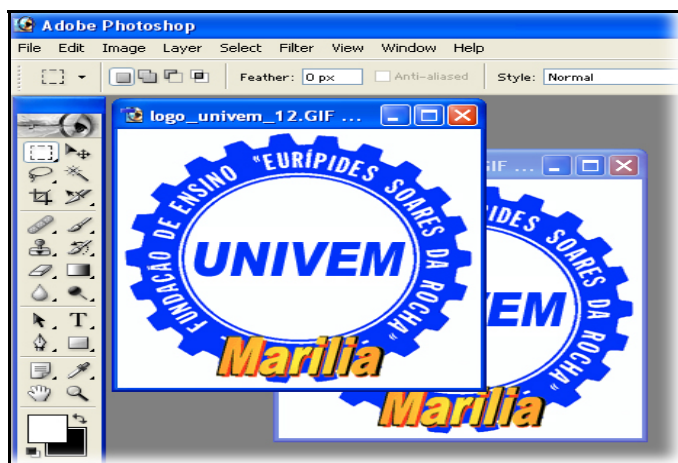 Adobe Photoshop
File Edit Image Layer Select Filter View Window Help
Feather: 0 px Anti-aliased Style: Normal
logo_univem_12.GIF ...
FUNDAÇÃO DE ENSINO "EURÍPIDES SOARES DA ROCHA"
UNIVEM
Marília
GIF ...
IDES SOARES DA ROCHA"
EM
Marília
T